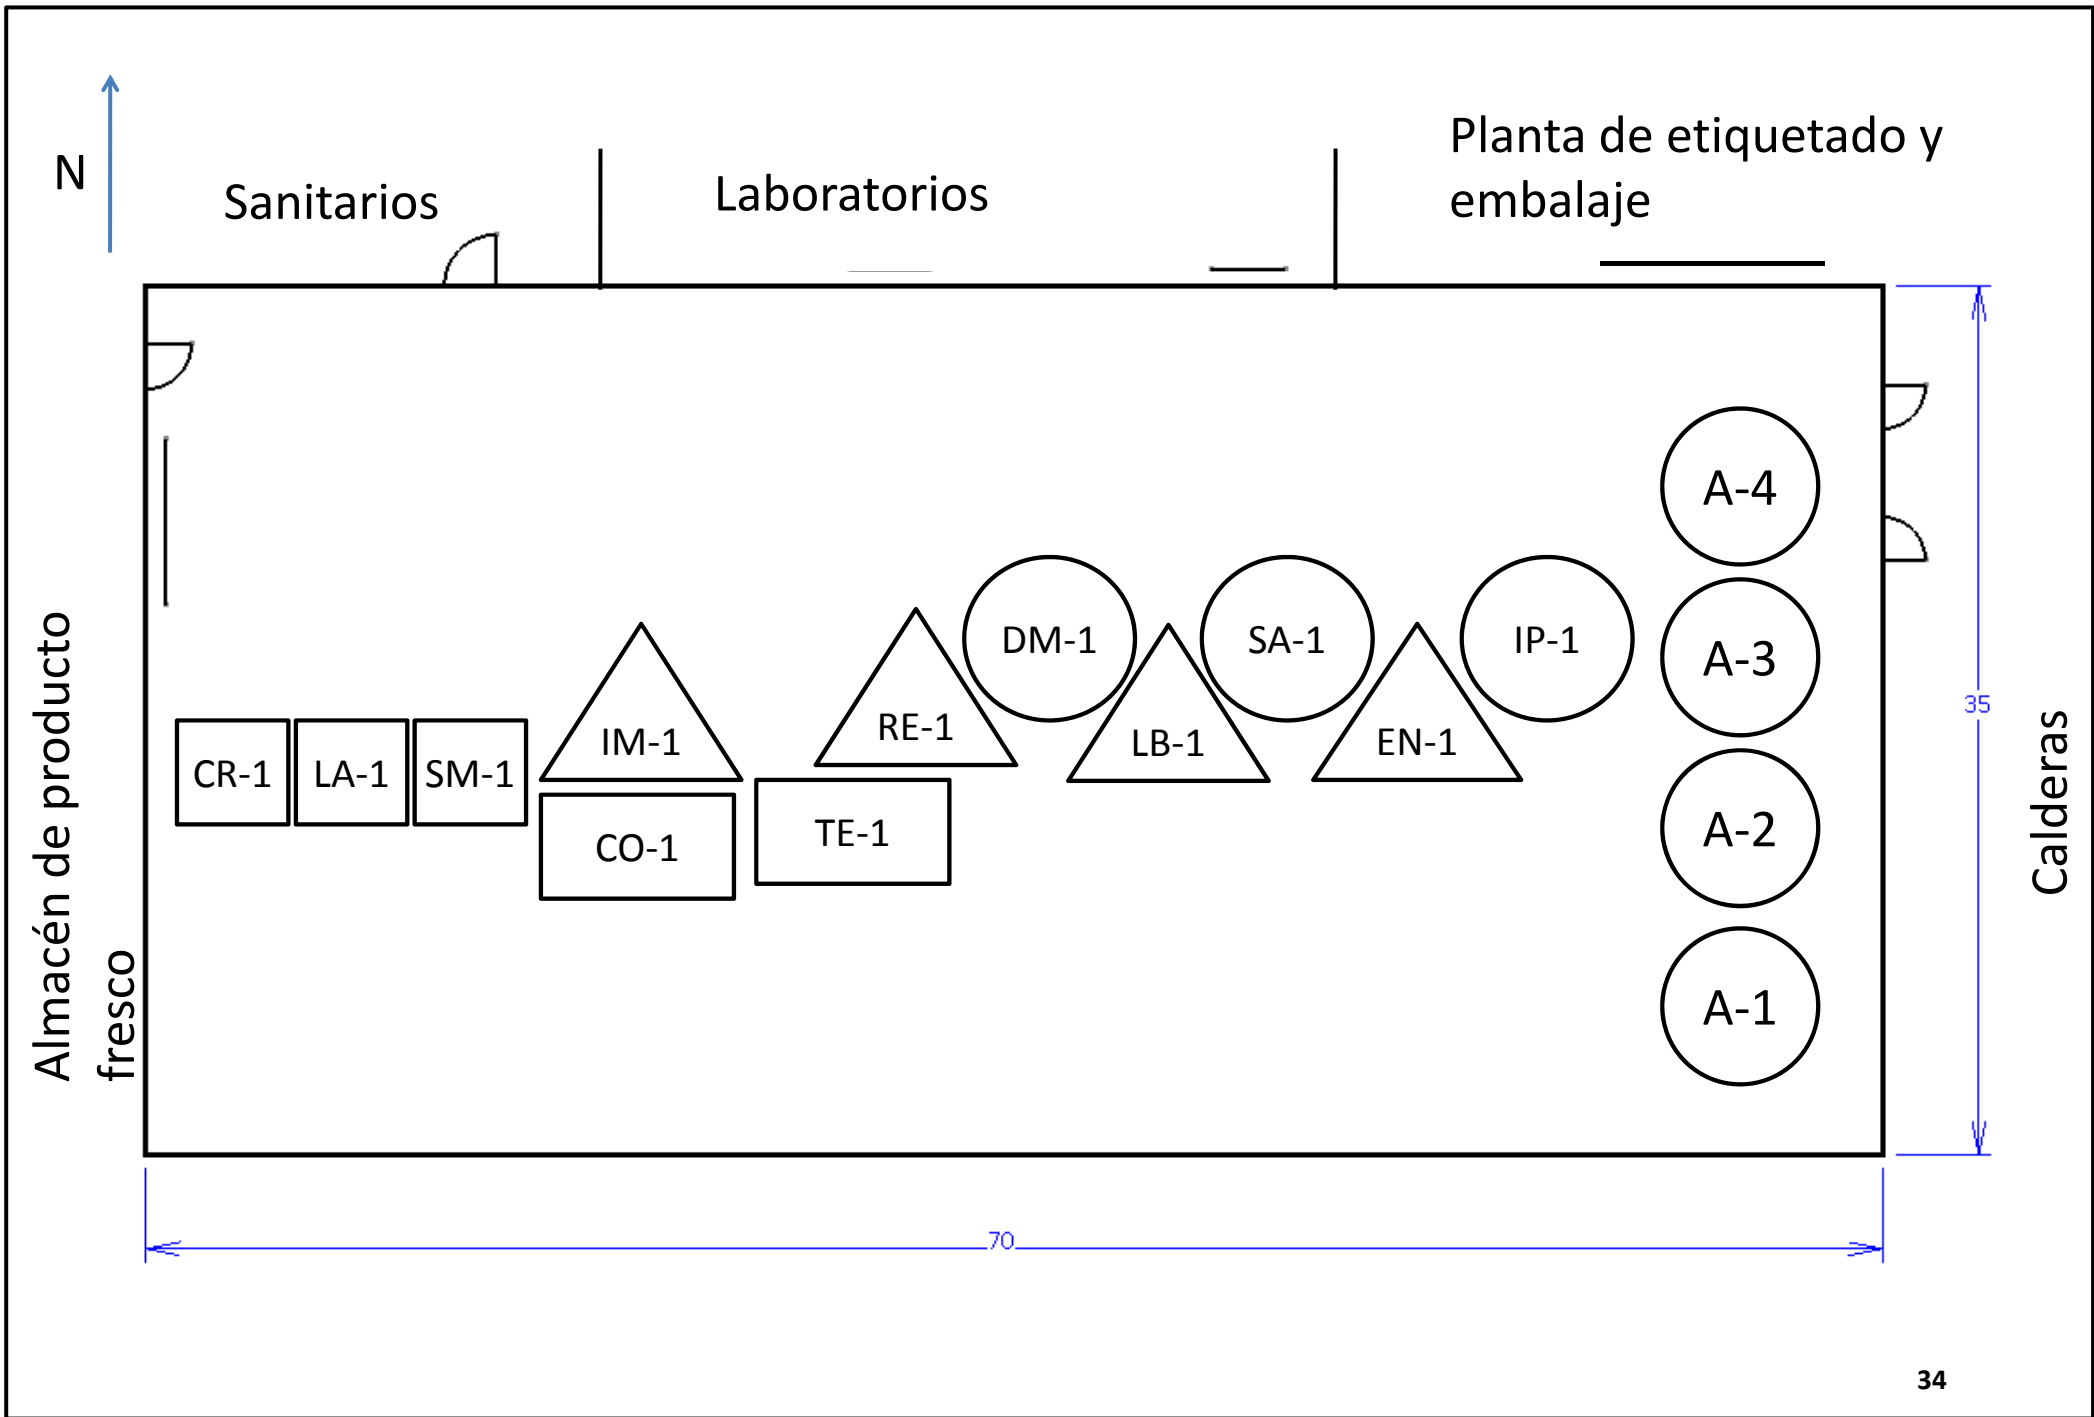 N
Sanitarios
Laboratorios
Planta de etiquetado y
embalaje
Almacén de producto
fresco
A-4
DM-1
SA-1
IP-1
A-3
35
IM-1
RE-1
LB-1
EN-1
CR-1
LA-1
SM-1
CO-1
TE-1
A-2
Calderas
A-1
70
34